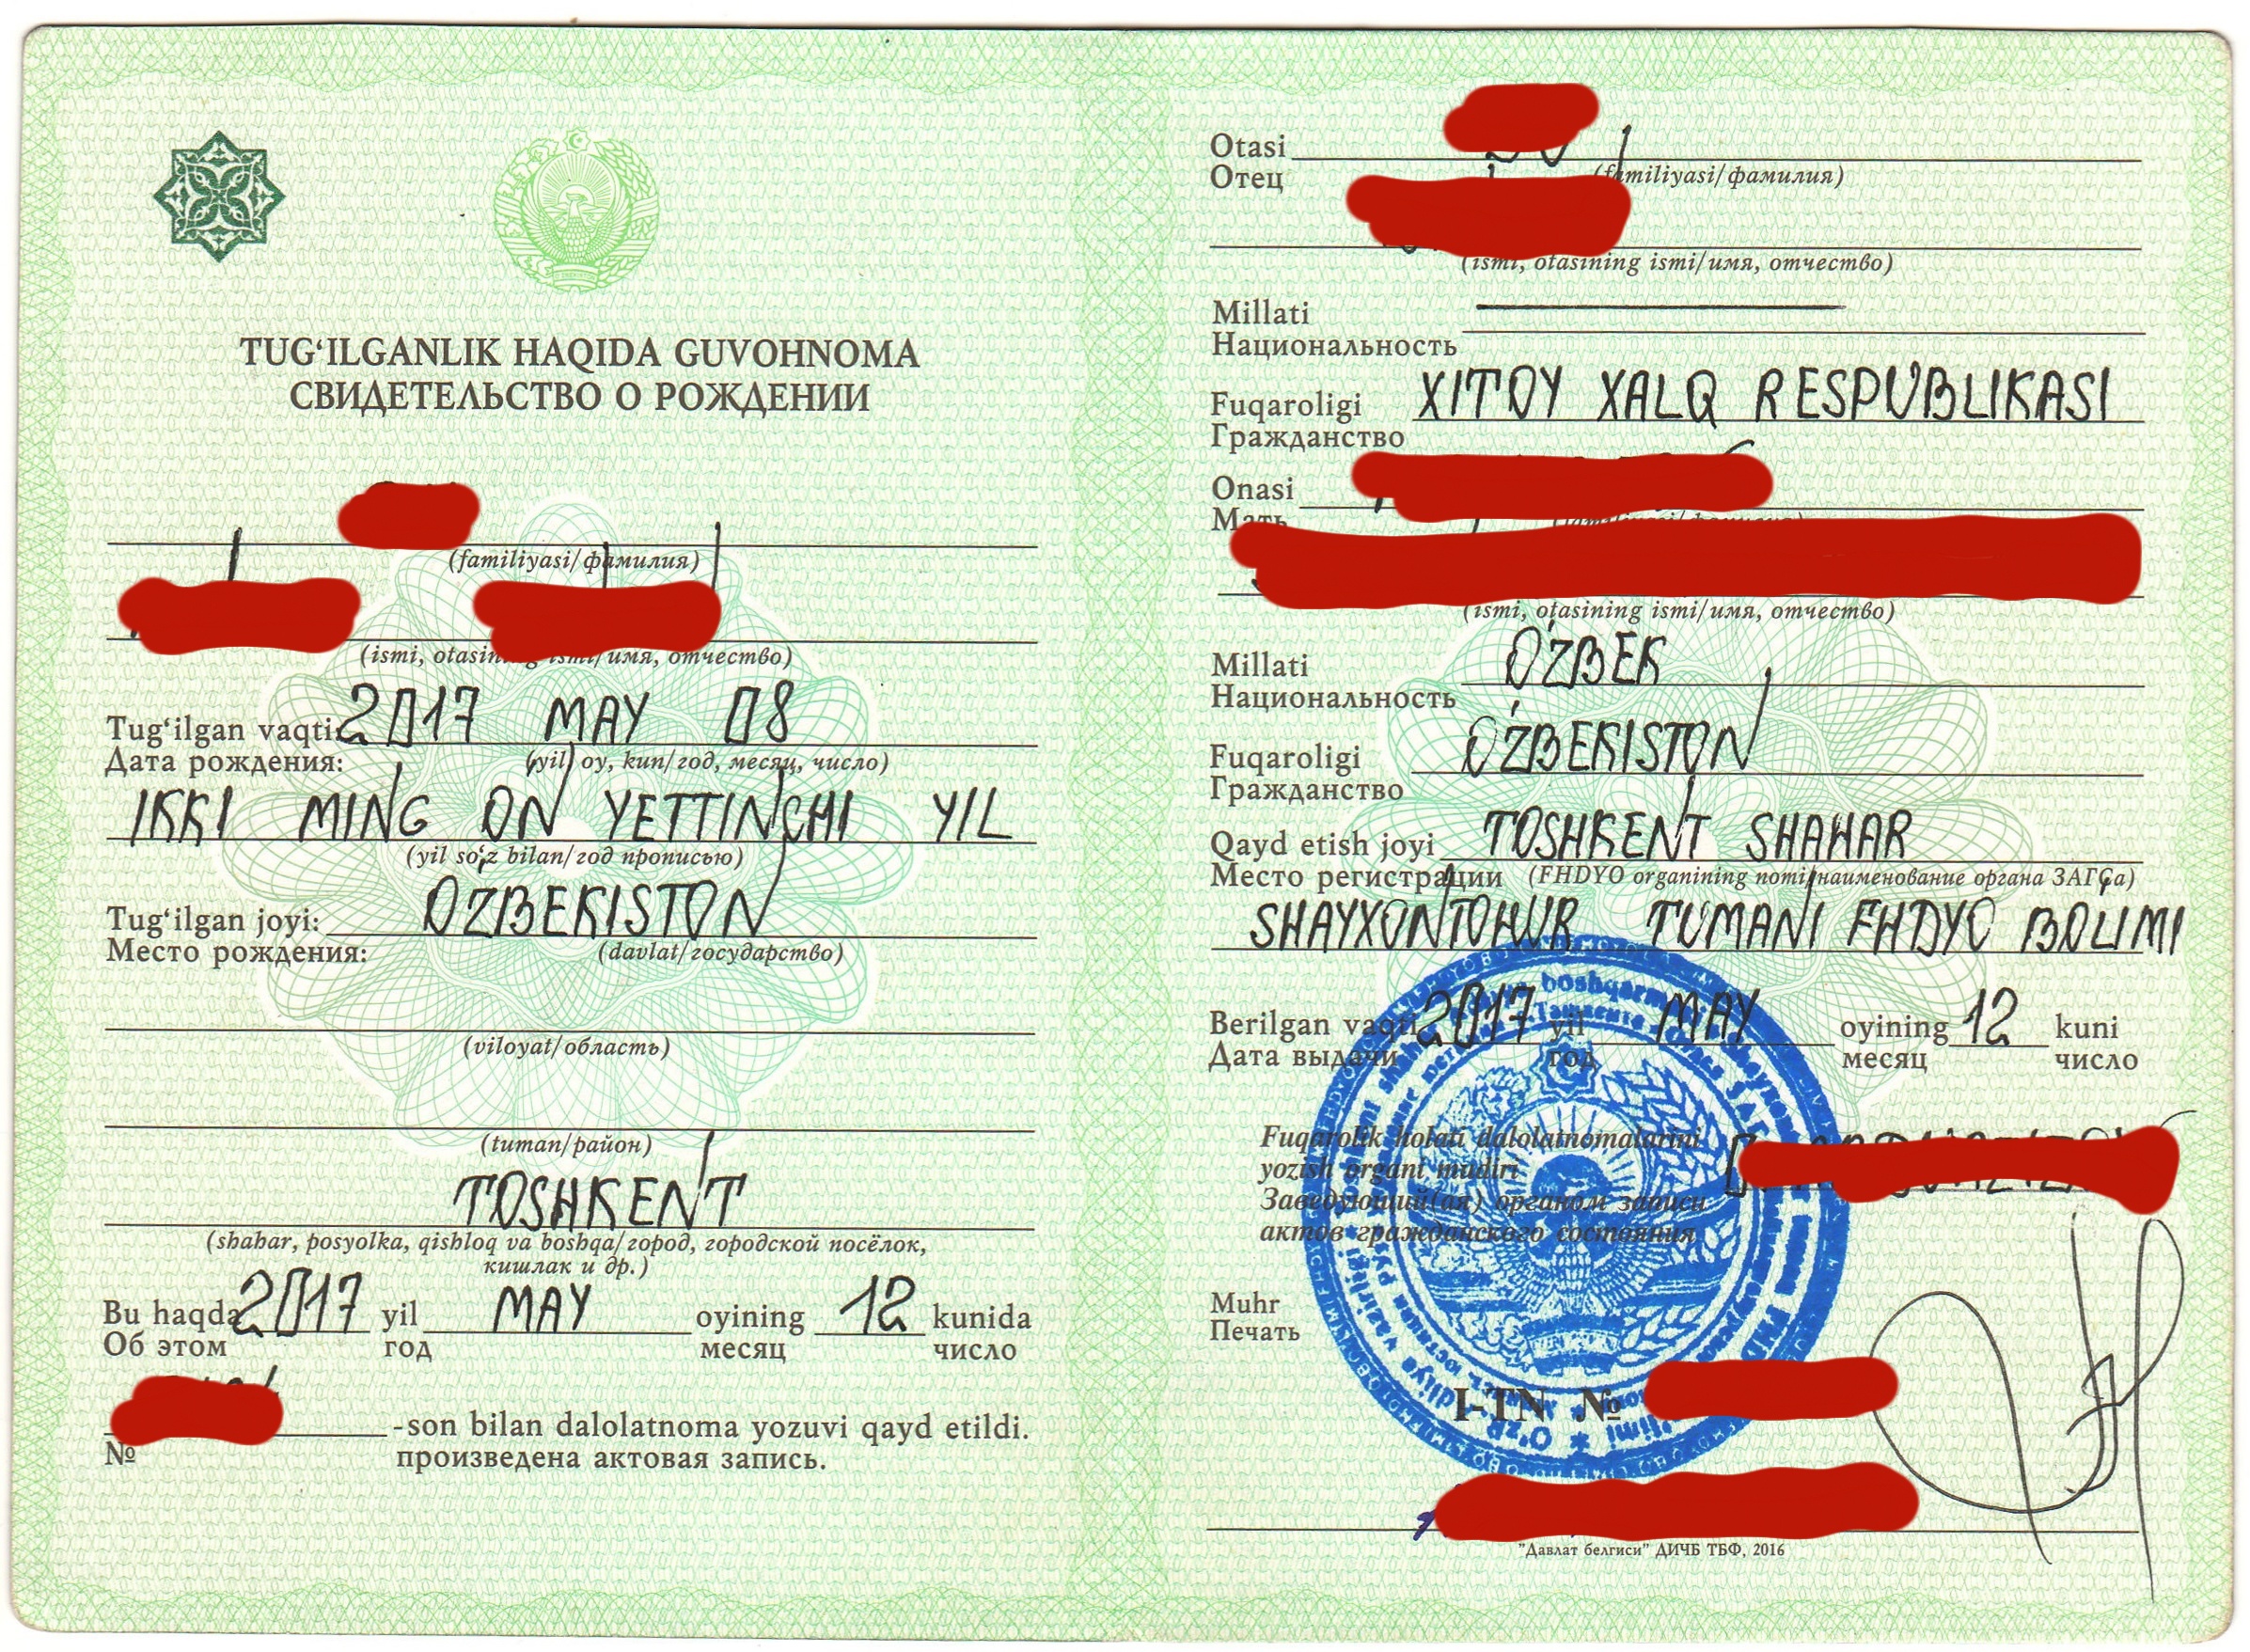 TUG‘ILGANLIK HAQIDA GUVOHNOMA
СВИДЕТЕЛЬСТВО О РОЖДЕНИИ
(familiyasi/фамилия)
(ismi, otasining ismi/имя, отчество)
Tug‘ilgan vaqti: 2017 MAY 08
Дата рождения: (yil, oy, kun/год, месяц, число)
IKKI MING ON YETTINCHI YIL
(yil so‘z bilan/год прописью)
Tug‘ilgan joyi: O'ZBEKISTON
Место рождения: (davlat/государство)
(viloyat/область)
(tuman/район)
TOSHKENT
(shahar, posyolka, qishloq va boshqa/город, городской посёлок,
кишлак и др.)
Bu haqda 2017 yil MAY oyining 12 kunida
Об этом год месяц число
-son bilan dalolatnoma yozuvi qayd etildi.
№ произведена актовая запись.
Otasi
Отец (familiyasi/фамилия)
(ismi, otasining ismi/имя, отчество)
Millati
Национальность
Fuqaroligi XITOY XALQ RESPUBLIKASI
Гражданство
Onasi
Мать
(ismi, otasining ismi/имя, отчество)
Millati O'ZBEK
Национальность
Fuqaroligi O'ZBEKISTON
Гражданство
Qayd etish joyi TOSHKENT SHAHAR
Место регистрации (FHDYO organining nomi/наименование органа ЗАГСа)
SHAYXONTOHUR TUMANI FHDYO BO'LIMI
Berilgan vaqti 2017 yil MAY oyining 12 kuni
Дата выдачи год месяц число
Fuqarolik holati dalolatnomalarini
yozish organi mudiri
Заведующий(ая) органом записи
актов гражданского состояния
Muhr
Печать
I-TN №
"Давлат белгиси" ДИЧБ ТБФ, 2016